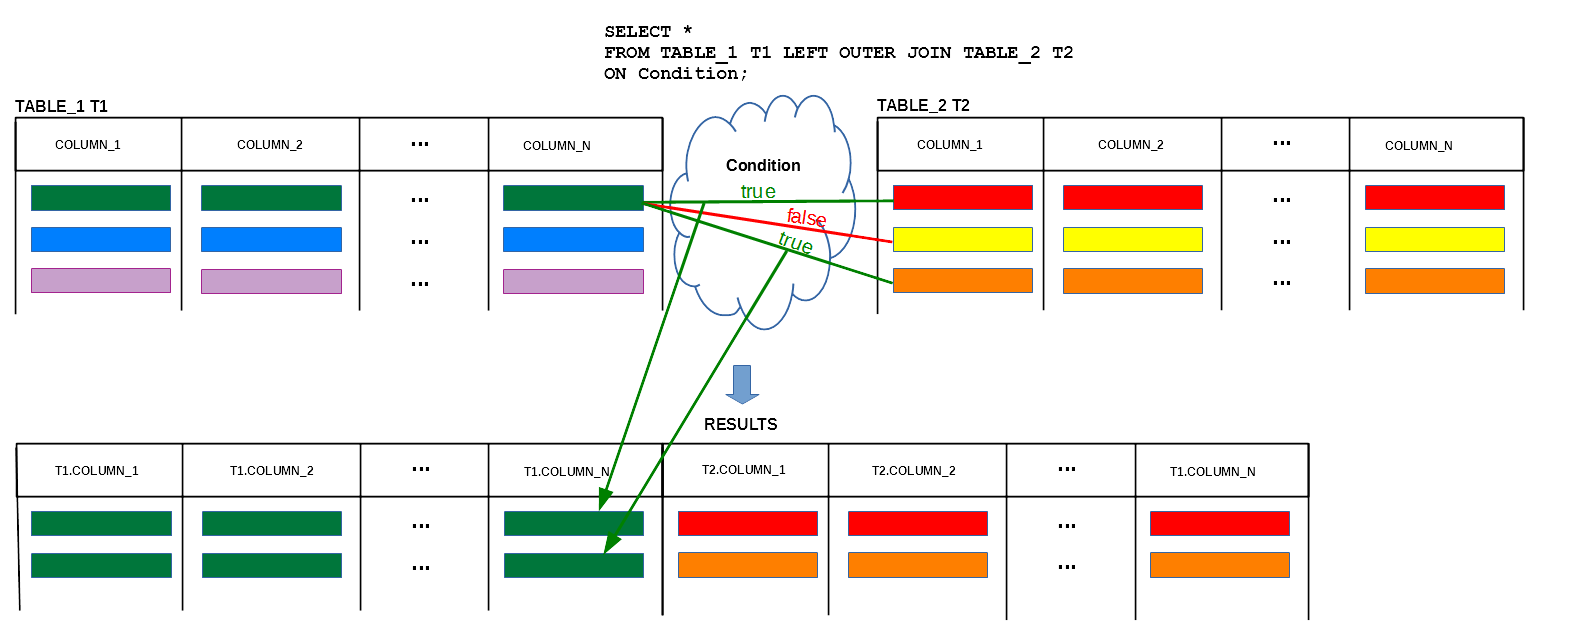 SELECT *
FROM TABLE_1 T1 LEFT OUTER JOIN TABLE_2 T2
ON Condition;
TABLE_1 T1
COLUMN_1 COLUMN_2 ... COLUMN_N
...
...
...
Condition
true
false
true
TABLE_2 T2
COLUMN_1 COLUMN_2 ... COLUMN_N
...
...
...
RESULTS
T1.COLUMN_1 T1.COLUMN_2 ... T1.COLUMN_N T2.COLUMN_1 T2.COLUMN_2 ... T1.COLUMN_N
... ...
... ...